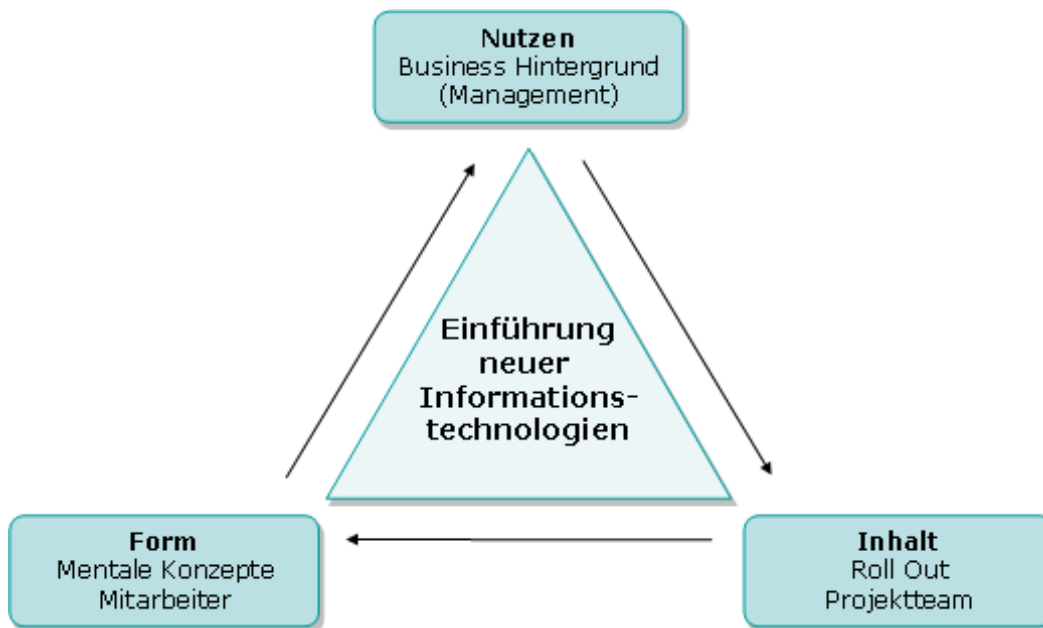 Nutzen
Business Hintergrund
(Management)
Einführung
neuer
Informations-
technologien
Form
Mentale Konzepte
Mitarbeiter
Inhalt
Roll Out
Projektteam